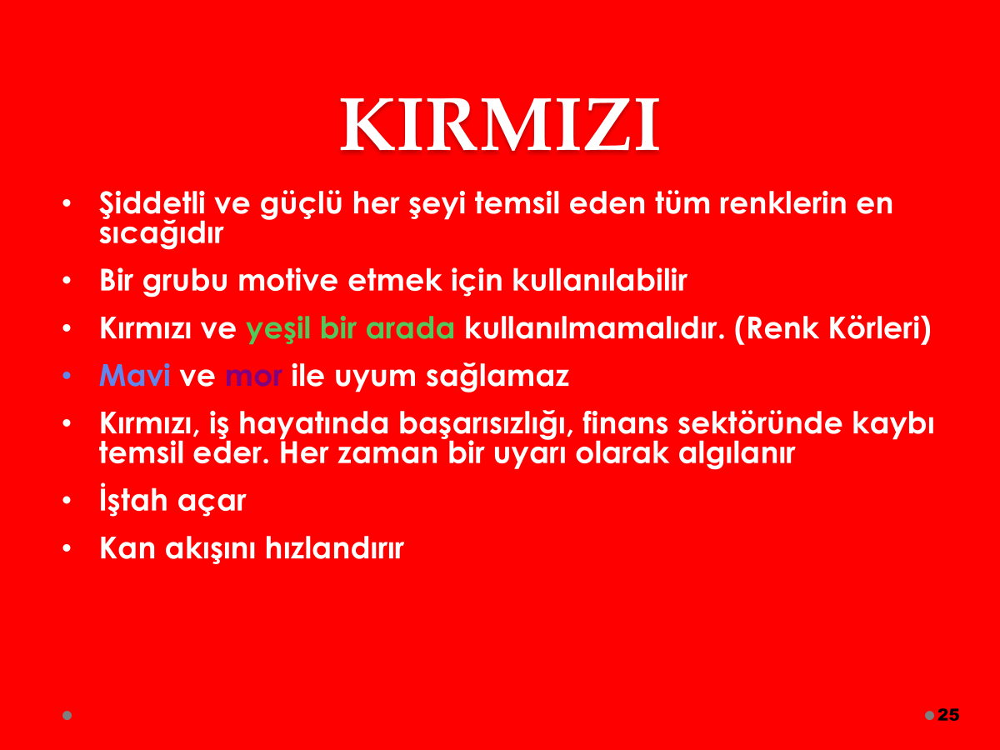 KIRMIZI
• Şiddetli ve güçlü her şeyi temsil eden tüm renklerin en
sıcağıdır
• Bir grubu motive etmek için kullanılabilir
• Kırmızı ve yeşil bir arada kullanılmamalıdır. (Renk Körleri)
• Mavi ve mor ile uyum sağlamaz
• Kırmızı, iş hayatında başarısızlığı, finans sektöründe kaybı
temsil eder. Her zaman bir uyarı olarak algılanır
• İştah açar
• Kan akışını hızlandırır
25